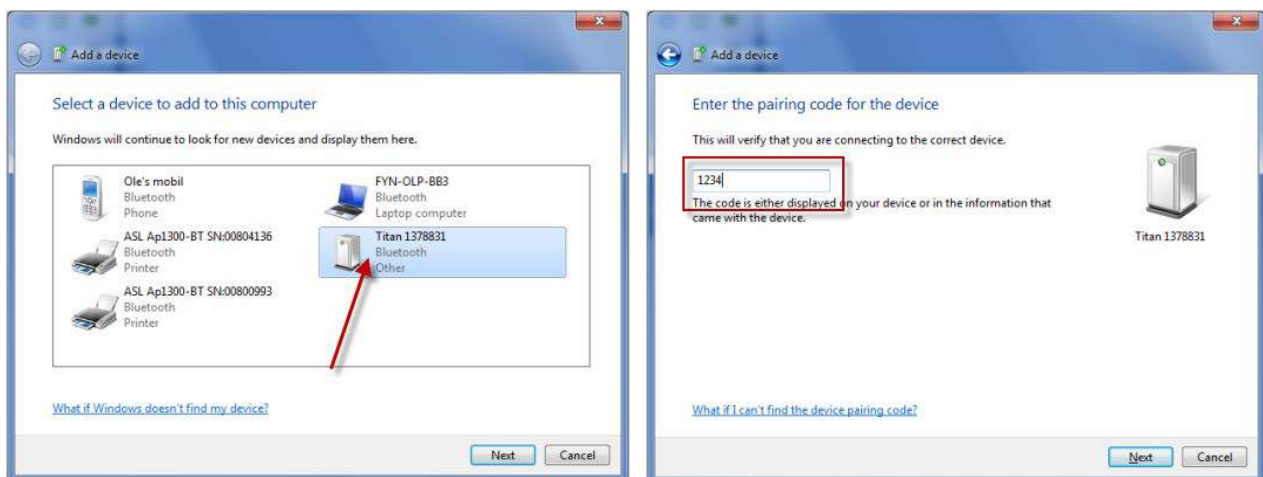 Add a device
Select a device to add to this computer
Windows will continue to look for new devices and display them here.
Ole's mobil
Bluetooth
Phone
FYN-OLP-BB3
Bluetooth
Laptop computer
ASL Ap1300-BT SN:00804136
Bluetooth
Printer
Titan 1378831
Bluetooth
Other
ASL Ap1300-BT SN:00800993
Bluetooth
Printer
What if Windows doesn't find my device?
Next
Cancel
Add a device
Enter the pairing code for the device
This will verify that you are connecting to the correct device.
1234
The code is either displayed on your device or in the information that
came with the device.
Titan 1378831
What if I can't find the device pairing code?
Next
Cancel